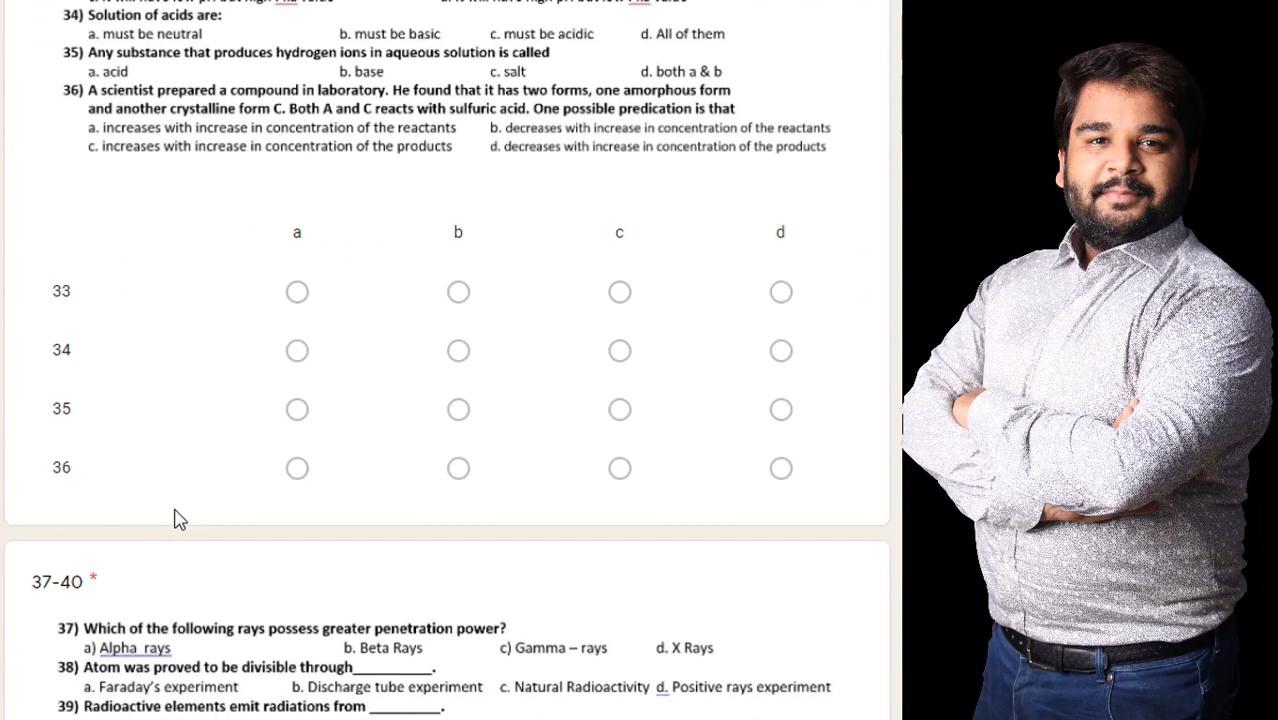 34) Solution of acids are:
a. must be neutral b. must be basic c. must be acidic d. All of them
35) Any substance that produces hydrogen ions in aqueous solution is called
a. acid b. base c. salt d. both a & b
36) A scientist prepared a compound in laboratory. He found that it has two forms, one amorphous form
and another crystalline form C. Both A and C reacts with sulfuric acid. One possible predication is that
a. increases with increase in concentration of the reactants b. decreases with increase in concentration of the reactants
c. increases with increase in concentration of the products d. decreases with increase in concentration of the products
a b c d
33
34
35
36
37-40 *
37) Which of the following rays possess greater penetration power?
a) Alpha rays b. Beta Rays c) Gamma – rays d. X Rays
38) Atom was proved to be divisible through__________.
a. Faraday's experiment b. Discharge tube experiment c. Natural Radioactivity d. Positive rays experiment
39) Radioactive elements emit radiations from _________.